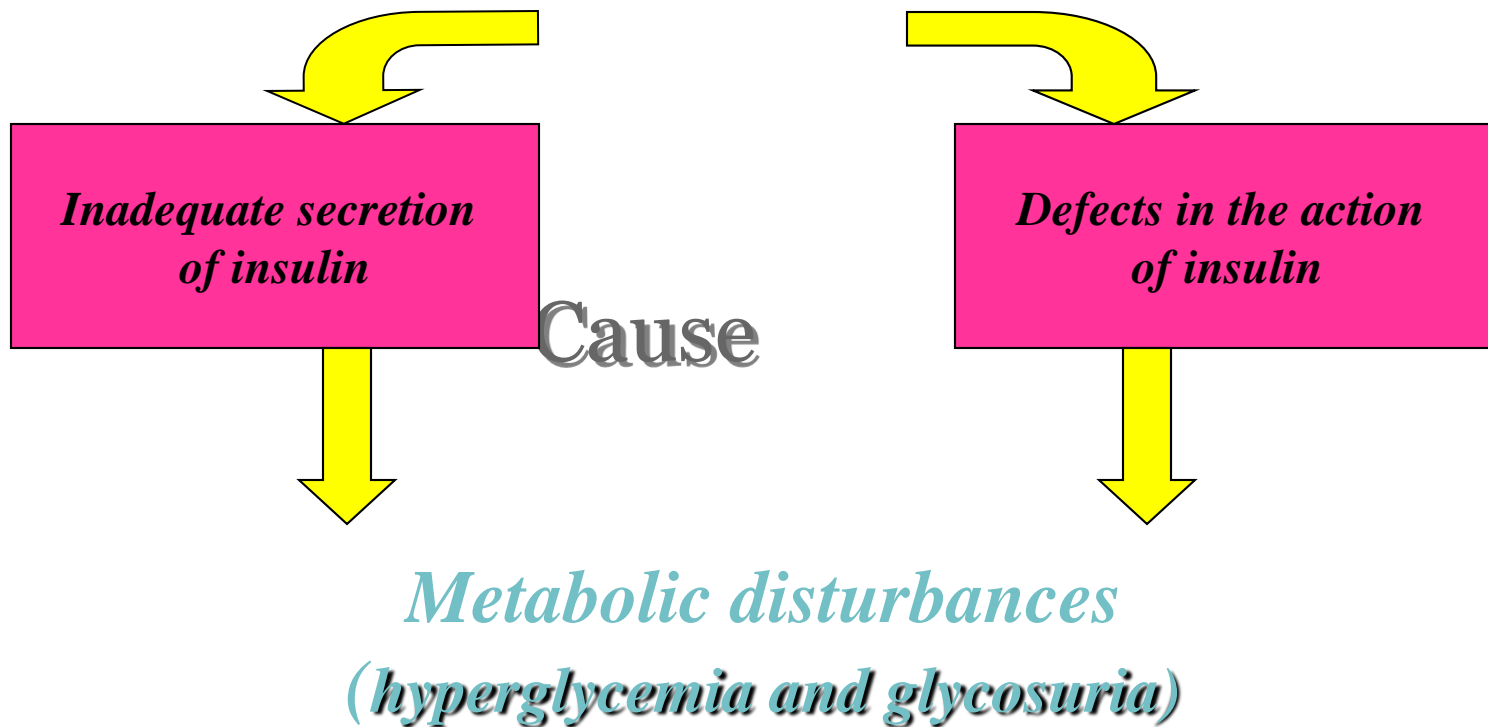 Inadequate secretion
of insulin
Defects in the action
of insulin
Cause
Metabolic disturbances
(hyperglycemia and glycosuria)